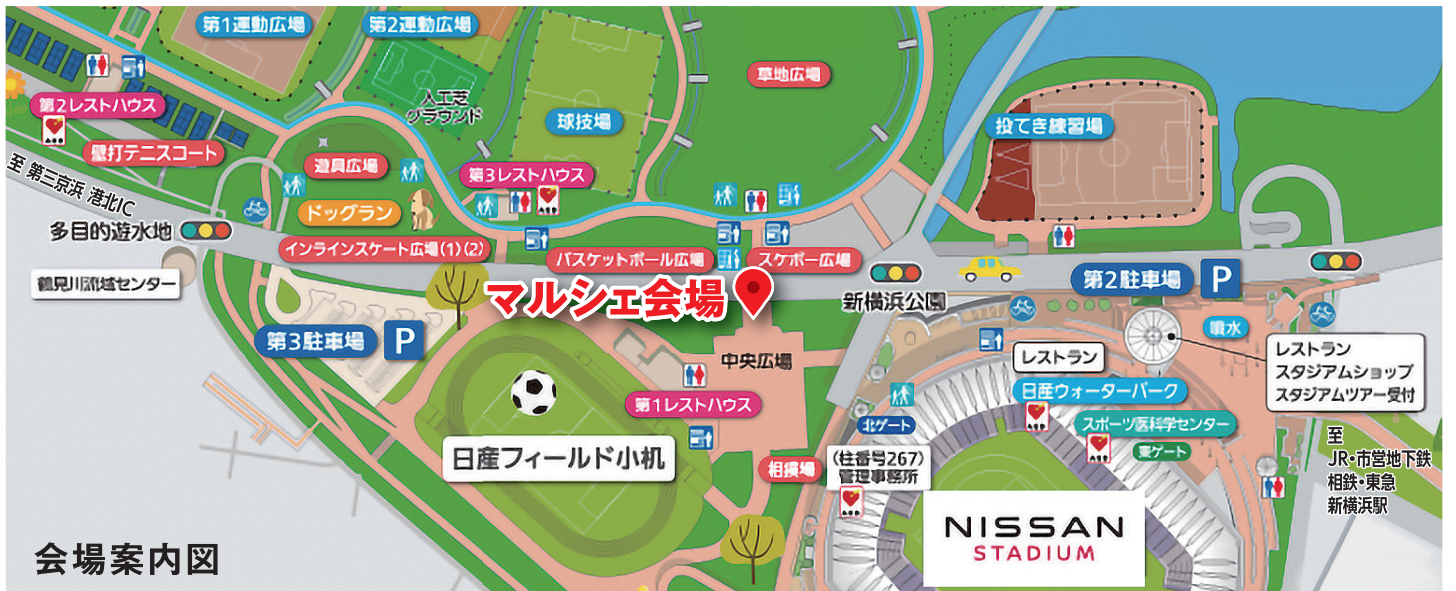 第1運動広場
第2運動広場
草地広場
第2レストハウス
人工芝
グラウンド
球技場
投てき練習場
壁打テニスコート
遊具広場
第3レストハウス
至 第三京浜 港北IC
ドッグラン
多目的遊水地
インラインスケート広場(1)(2)
バスケットボール広場
スケボー広場
鶴見川流域センター
マルシェ会場
新横浜公園
第2駐車場
P
第3駐車場
P
中央広場
噴水
レストラン
レストラン
スタジアムショップ
スタジアムツアー受付
第1レストハウス
日産ウォーターパーク
北ゲート
スポーツ医科学センター
東ゲート
日産フィールド小机
相撲場
(柱番号267)
管理事務所
至
JR・市営地下鉄
相鉄・東急
新横浜駅
NISSAN
STADIUM
会場案内図